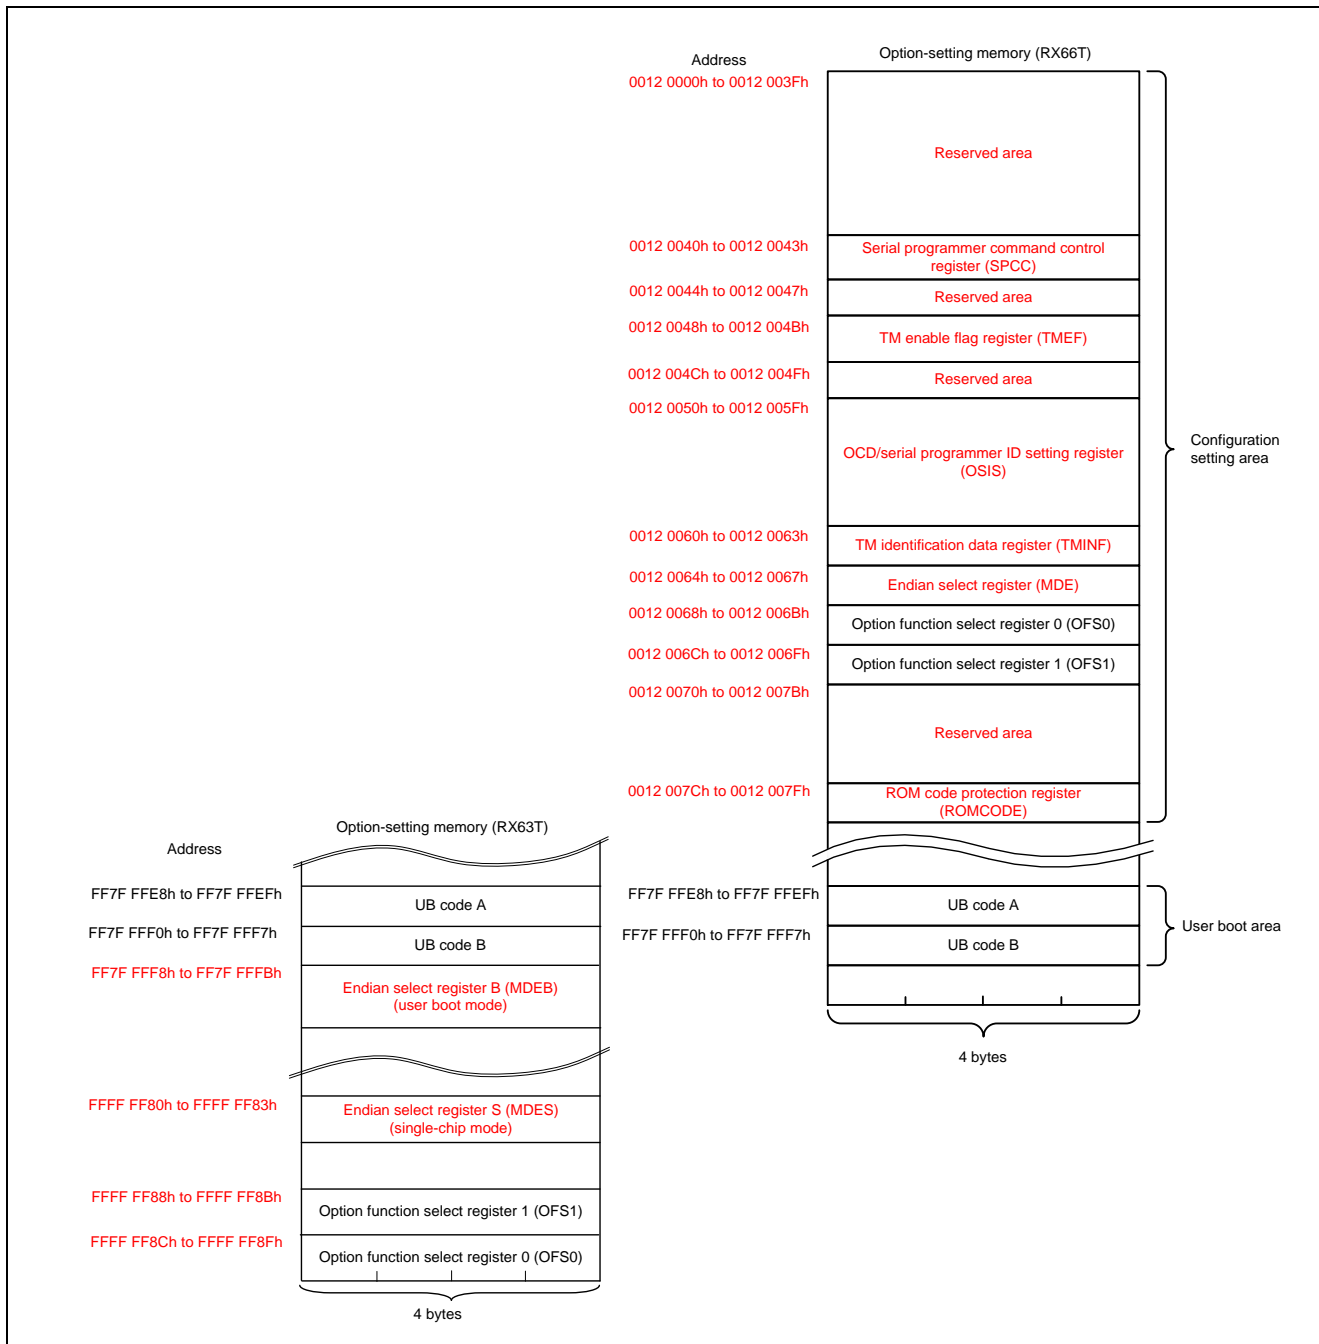 Address
Option-setting memory (RX66T)
0012 0000h to 0012 003Fh
Reserved area
0012 0040h to 0012 0043h
Serial programmer command control
register (SPCC)
0012 0044h to 0012 0047h
Reserved area
0012 0048h to 0012 004Bh
TM enable flag register (TMEF)
0012 004Ch to 0012 004Fh
Reserved area
0012 0050h to 0012 005Fh
OCD/serial programmer ID setting register
(OSIS)
Configuration
setting area
0012 0060h to 0012 0063h
TM identification data register (TMINF)
0012 0064h to 0012 0067h
Endian select register (MDE)
0012 0068h to 0012 006Bh
Option function select register 0 (OFS0)
0012 006Ch to 0012 006Fh
Option function select register 1 (OFS1)
0012 0070h to 0012 007Bh
Reserved area
0012 007Ch to 0012 007Fh
ROM code protection register
(ROMCODE)
FF7F FFE8h to FF7F FFEFh
UB code A
FF7F FFF0h to FF7F FFF7h
UB code B
User boot area
4 bytes
Option-setting memory (RX63T)
Address
FF7F FFE8h to FF7F FFEFh
UB code A
FF7F FFF0h to FF7F FFF7h
UB code B
FF7F FFF8h to FF7F FFFBh
Endian select register B (MDEB)
(user boot mode)
FFFF FF80h to FFFF FF83h
Endian select register S (MDES)
(single-chip mode)
FFFF FF88h to FFFF FF8Bh
Option function select register 1 (OFS1)
FFFF FF8Ch to FFFF FF8Fh
Option function select register 0 (OFS0)
4 bytes